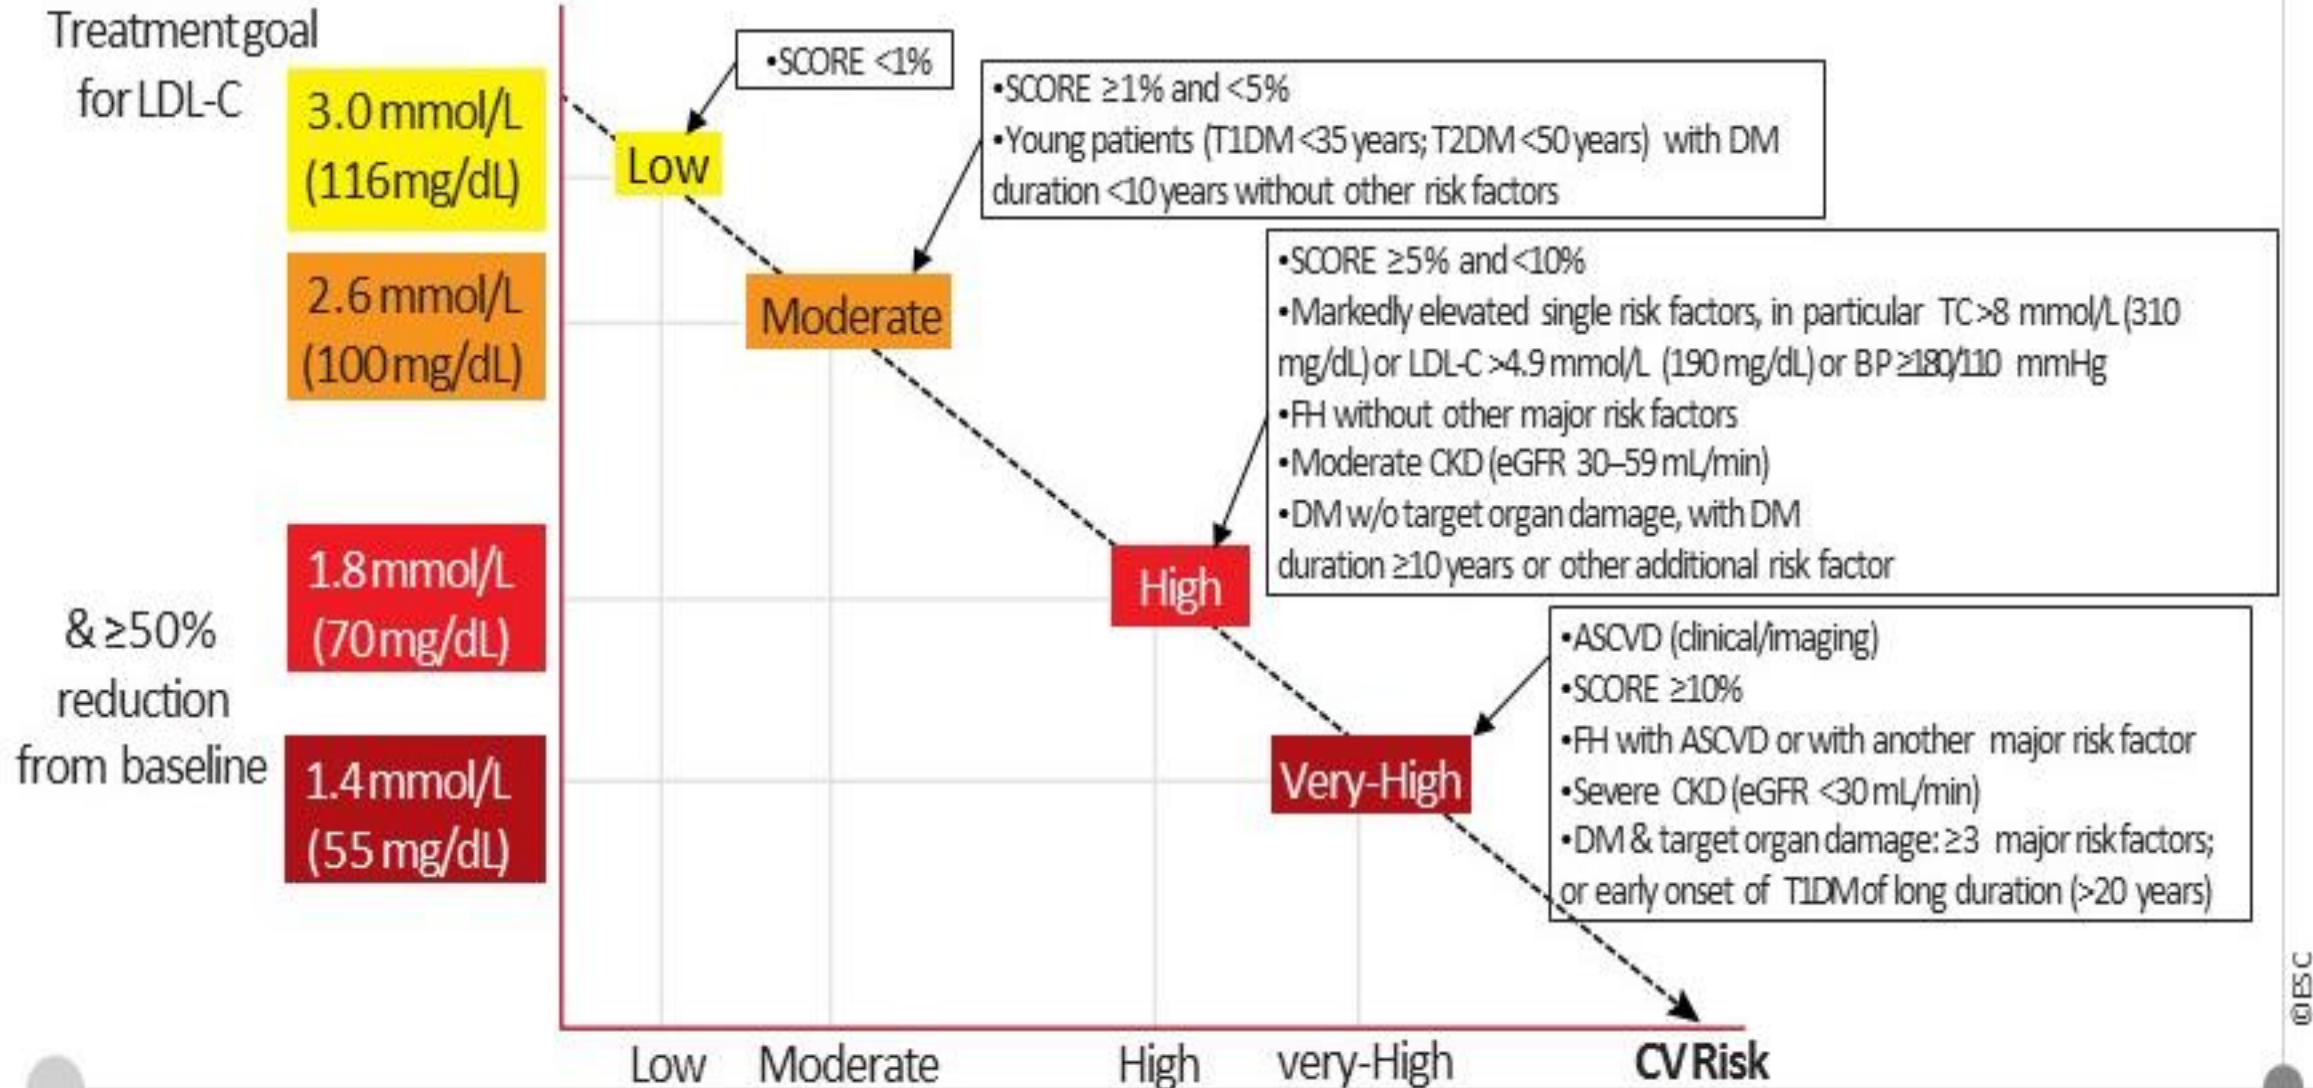 Treatment goal
for LDL-C
3.0 mmol/L
(116 mg/dL)
2.6 mmol/L
(100 mg/dL)
1.8 mmol/L
(70 mg/dL)
& ≥50%
reduction
from baseline
1.4 mmol/L
(55 mg/dL)
•SCORE <1%
Low
•SCORE ≥1% and <5%
•Young patients (T1DM <35 years; T2DM <50 years) with DM
duration <10 years without other risk factors
Moderate
•SCORE ≥5% and <10%
•Markedly elevated single risk factors, in particular TC >8 mmol/L (310
mg/dL) or LDL-C >4.9 mmol/L (190 mg/dL) or BP ≥180/110 mmHg
•FH without other major risk factors
•Moderate CKD (eGFR 30–59 mL/min)
•DM w/o target organ damage, with DM
duration ≥10 years or other additional risk factor
High
•ASCVD (clinical/imaging)
•SCORE ≥10%
•FH with ASCVD or with another major risk factor
•Severe CKD (eGFR <30 mL/min)
•DM & target organ damage: ≥3 major risk factors;
or early onset of T1DM of long duration (>20 years)
Very-High
Low Moderate High very-High CV Risk
©ESC